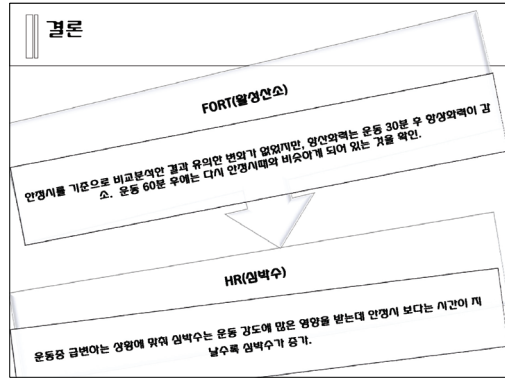 결론
FORT(활성산소)
안정시를 기준으로 비교분석한 결과 유의한 변화가 없었지만, 항산화력는 운동 30분 후 항상화력이 감
소. 운동 60분 후에는 다시 안정시때와 비슷하게 되어 있는 것을 확인.
HR(심박수)
운동중 급변하는 상황에 맞춰 심박수는 운동 강도에 많은 영향을 받는데 안정시 보다는 시간이 지
날수록 심박수가 증가.